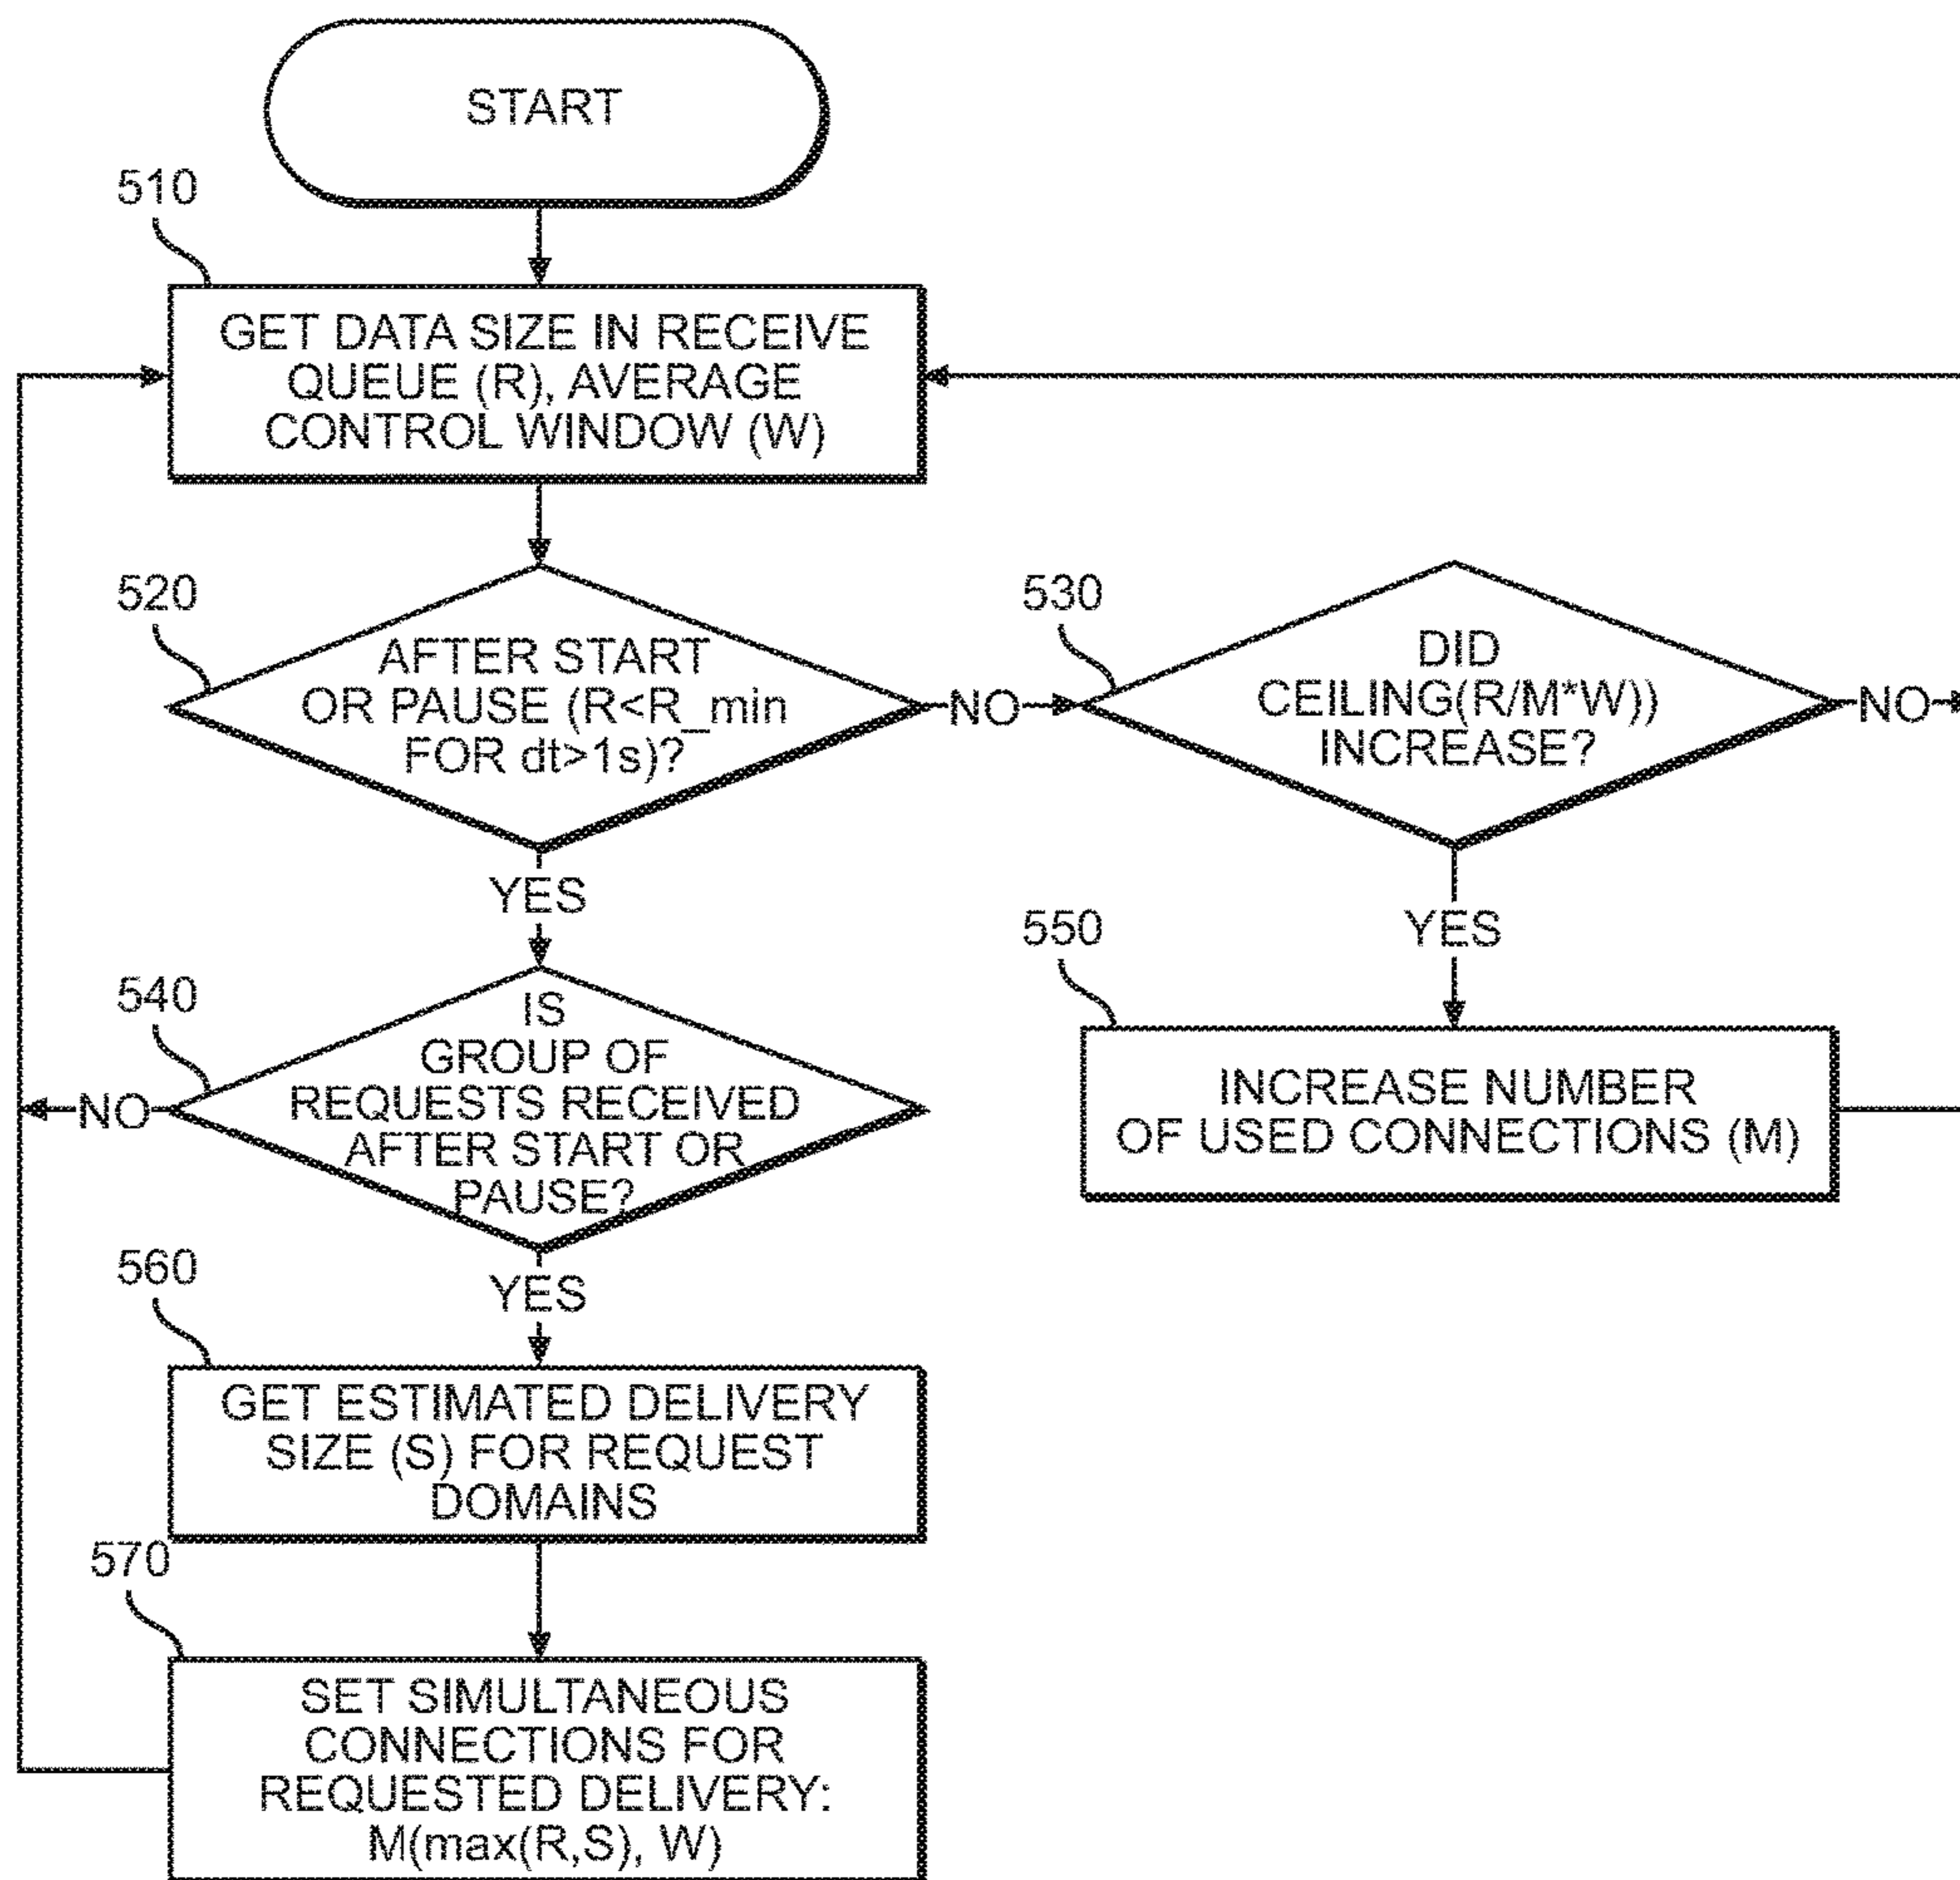 START
510
GET DATA SIZE IN RECEIVE
QUEUE (R), AVERAGE
CONTROL WINDOW (W)
520
AFTER START
OR PAUSE (R<R_min
FOR dt>1s)?
NO
530
DID
CEILING(R/M*W))
INCREASE?
NO
YES
YES
550
INCREASE NUMBER
OF USED CONNECTIONS (M)
540
IS
GROUP OF
REQUESTS RECEIVED
AFTER START OR
PAUSE?
NO
YES
560
GET ESTIMATED DELIVERY
SIZE (S) FOR REQUEST
DOMAINS
570
SET SIMULTANEOUS
CONNECTIONS FOR
REQUESTED DELIVERY:
M(max(R,S), W)